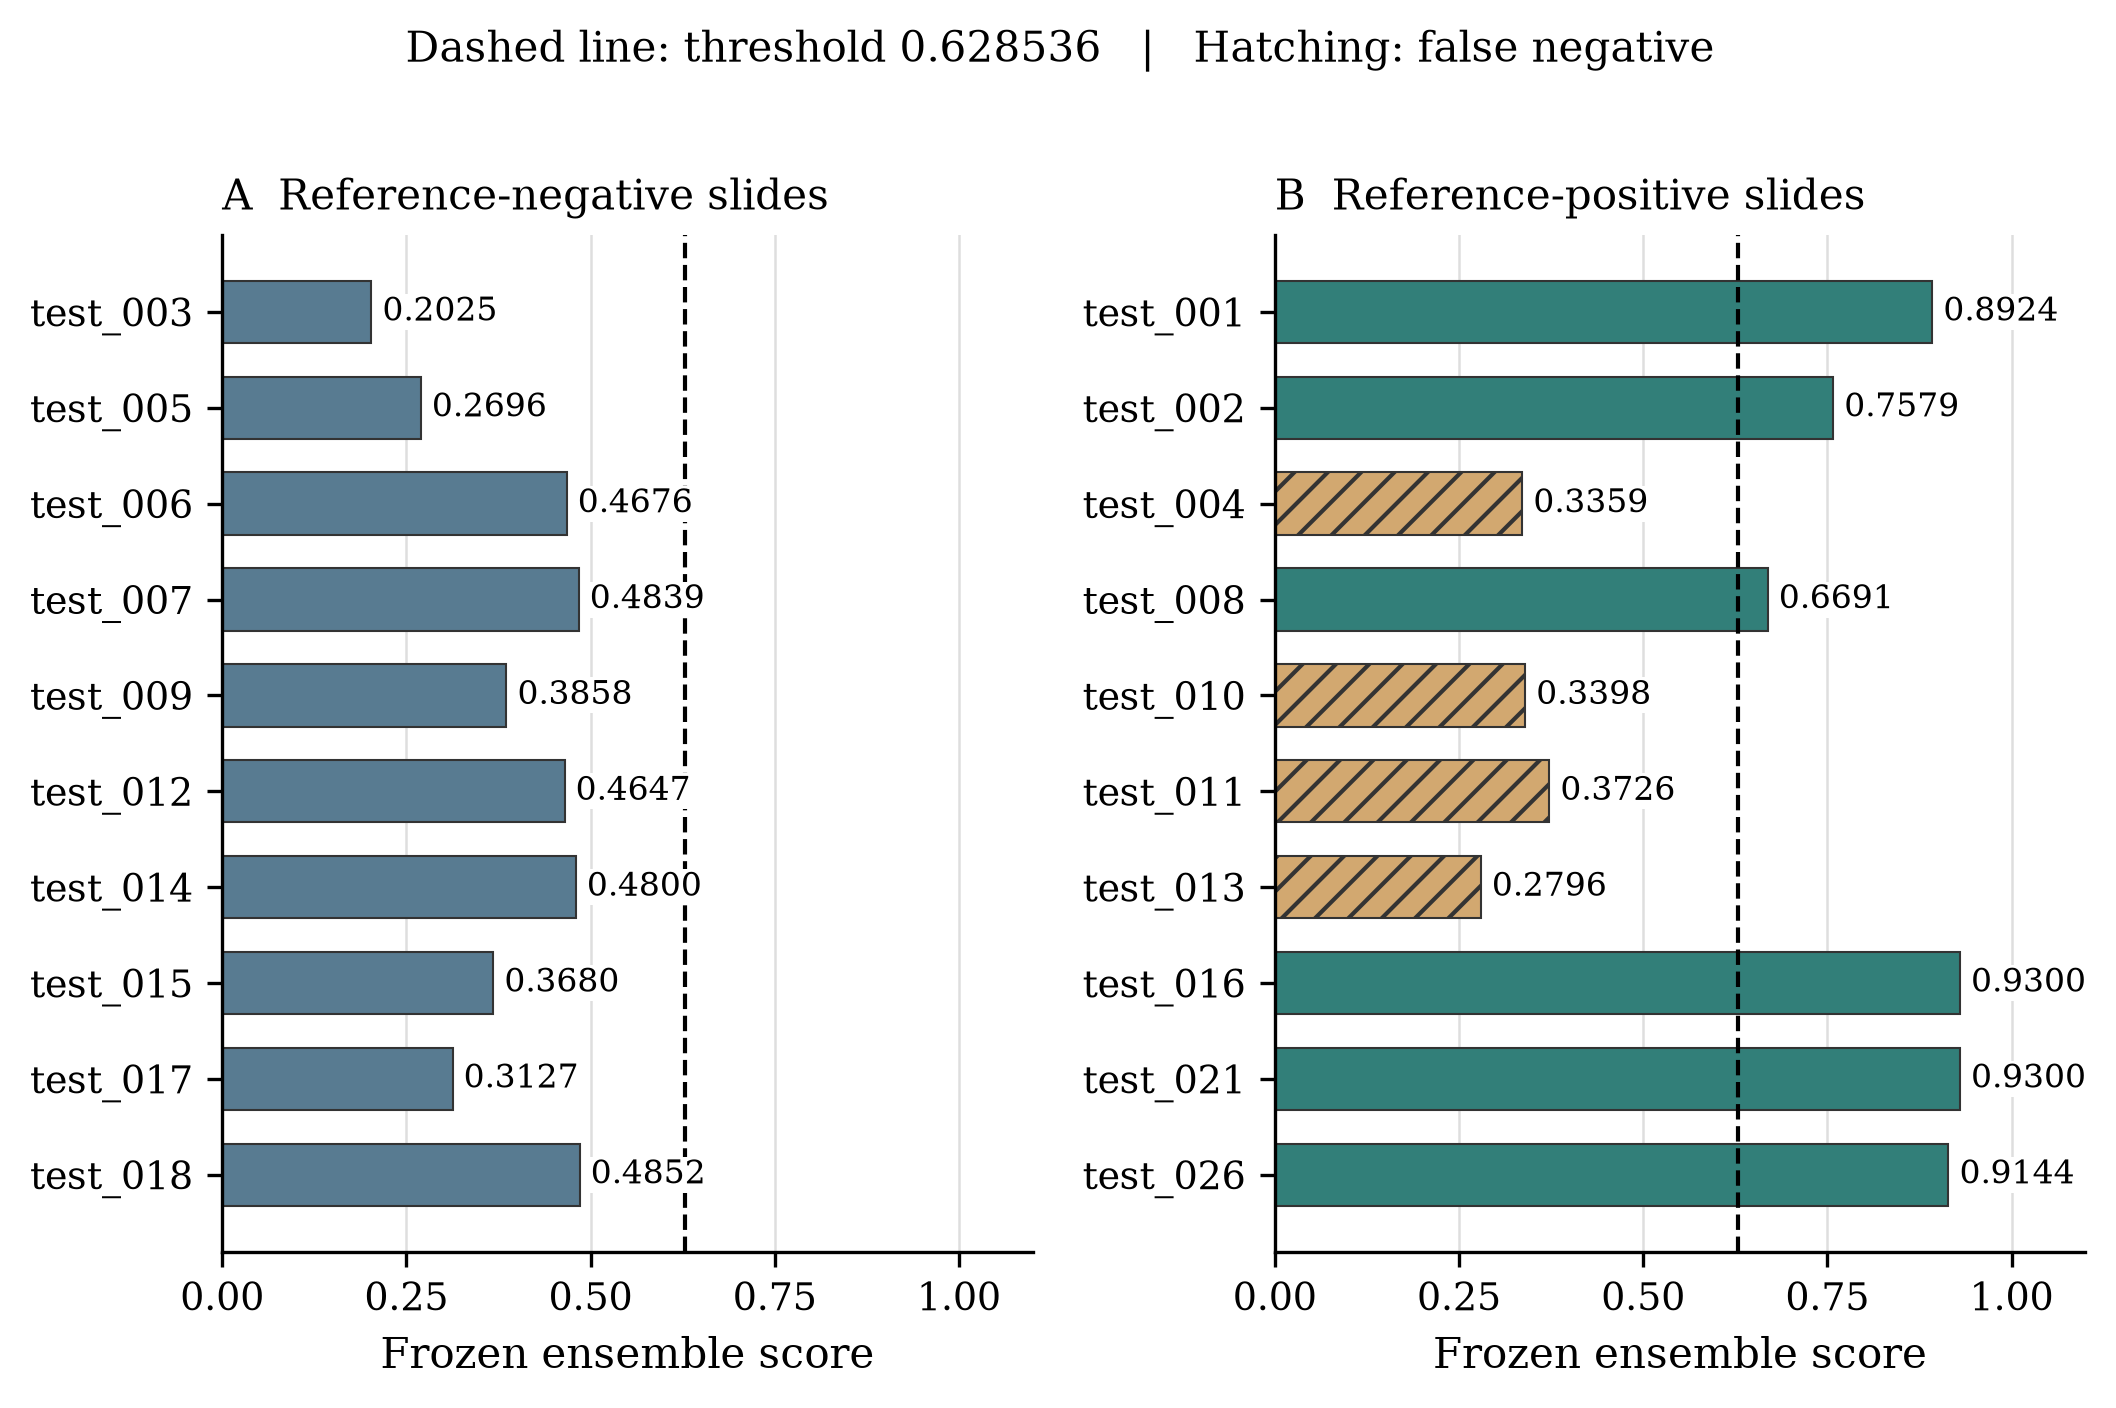 Dashed line: threshold 0.628536 | Hatching: false negative
A Reference-negative slides
test_003 0.2025
test_005 0.2696
test_006 0.4676
test_007 0.4839
test_009 0.3858
test_012 0.4647
test_014 0.4800
test_015 0.3680
test_017 0.3127
test_018 0.4852
0.00 0.25 0.50 0.75 1.00
Frozen ensemble score
B Reference-positive slides
test_001 0.8924
test_002 0.7579
test_004 0.3359
test_008 0.6691
test_010 0.3398
test_011 0.3726
test_013 0.2796
test_016 0.9300
test_021 0.9300
test_026 0.9144
0.00 0.25 0.50 0.75 1.00
Frozen ensemble score